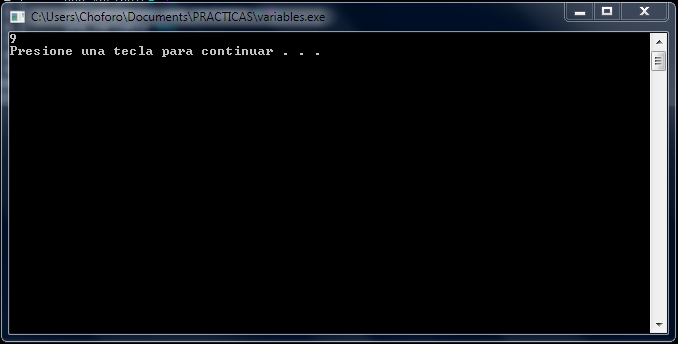 C:\Users\Choforo\Documents\PRACTICAS\variables.exe
9
Presione una tecla para continuar . . .